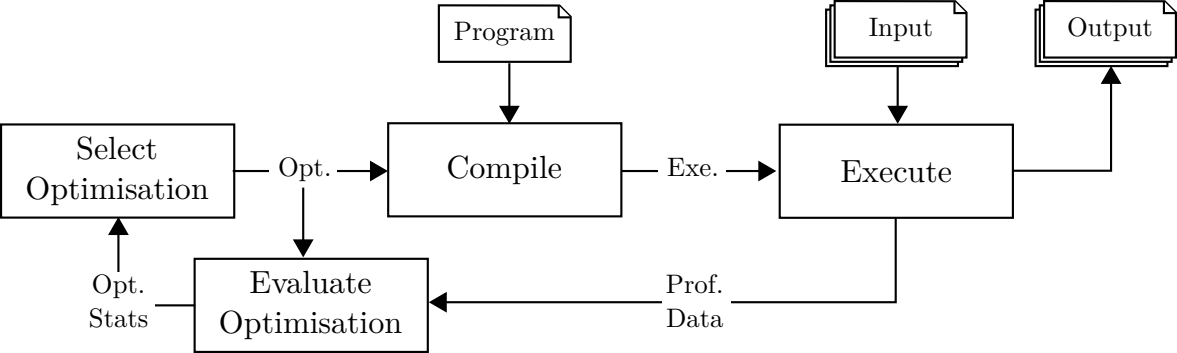 Program
Input
Output
Select
Optimisation
Opt.
Compile
Exe.
Execute
Opt.
Stats
Evaluate
Optimisation
Prof.
Data